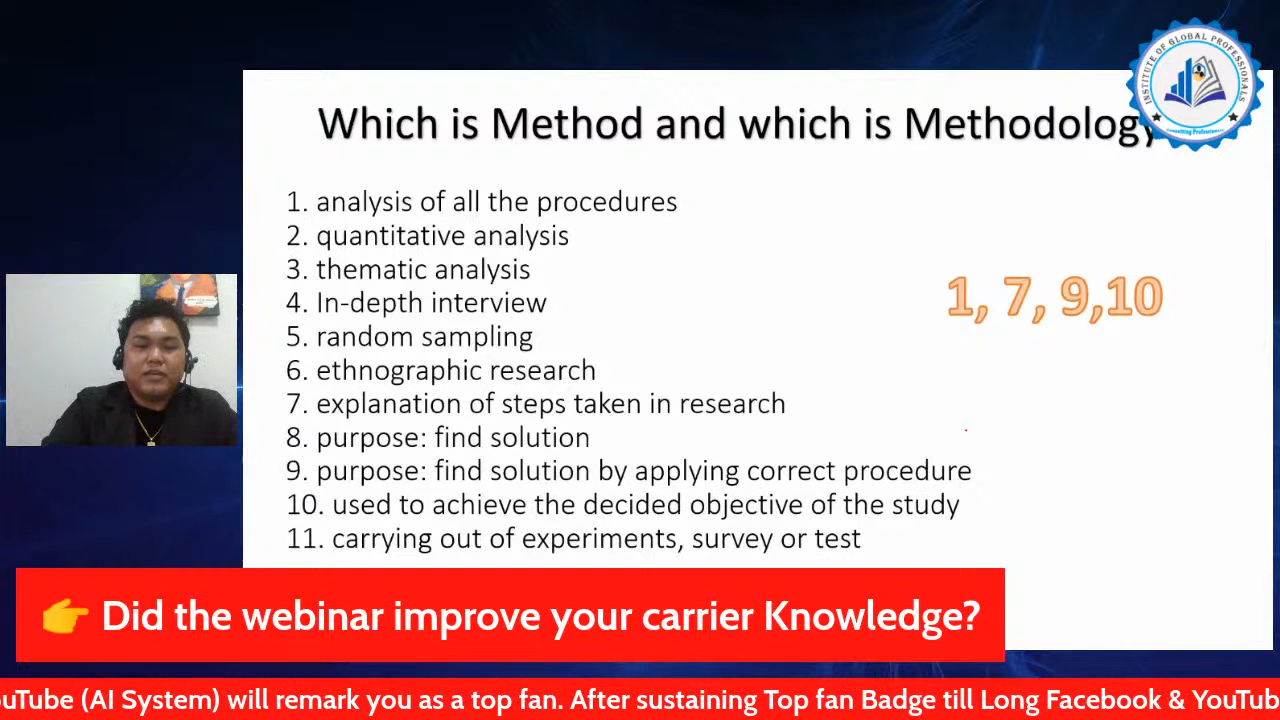 Which is Method and which is Methodology
INSTITUTE OF GLOBAL PROFESSIONALS
Consulting Professionals
1. analysis of all the procedures
2. quantitative analysis
3. thematic analysis
4. In-depth interview
5. random sampling
6. ethnographic research
7. explanation of steps taken in research
8. purpose: find solution
9. purpose: find solution by applying correct procedure
10. used to achieve the decided objective of the study
11. carrying out of experiments, survey or test
1, 7, 9,10
👉 Did the webinar improve your carrier Knowledge?
ouTube (AI System) will remark you as a top fan. After sustaining Top fan Badge till Long Facebook & YouTub